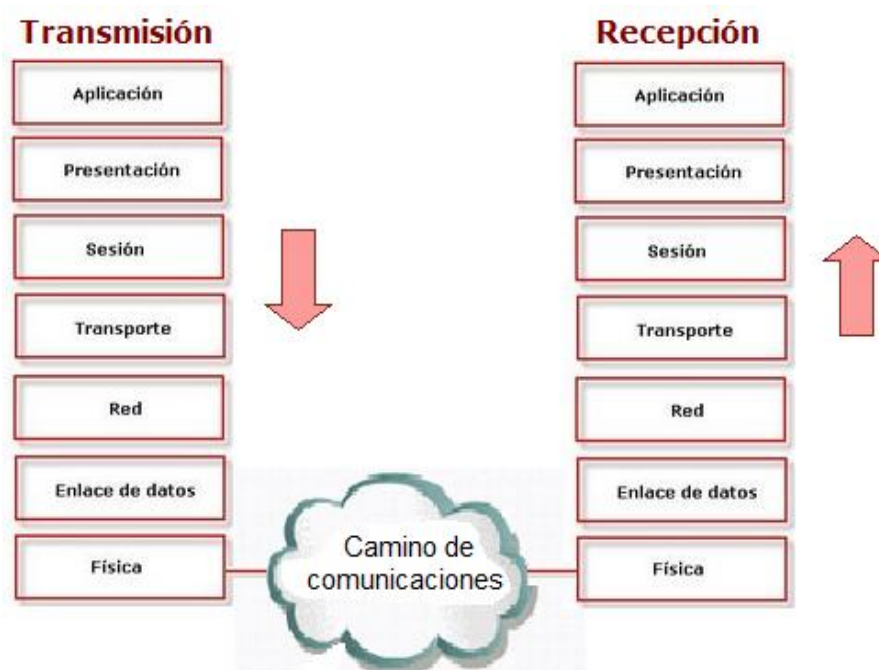 Transmisión
Aplicación
Presentación
Sesión
Transporte
Red
Enlace de datos
Física
Recepción
Aplicación
Presentación
Sesión
Transporte
Red
Enlace de datos
Física
Camino de
comunicaciones